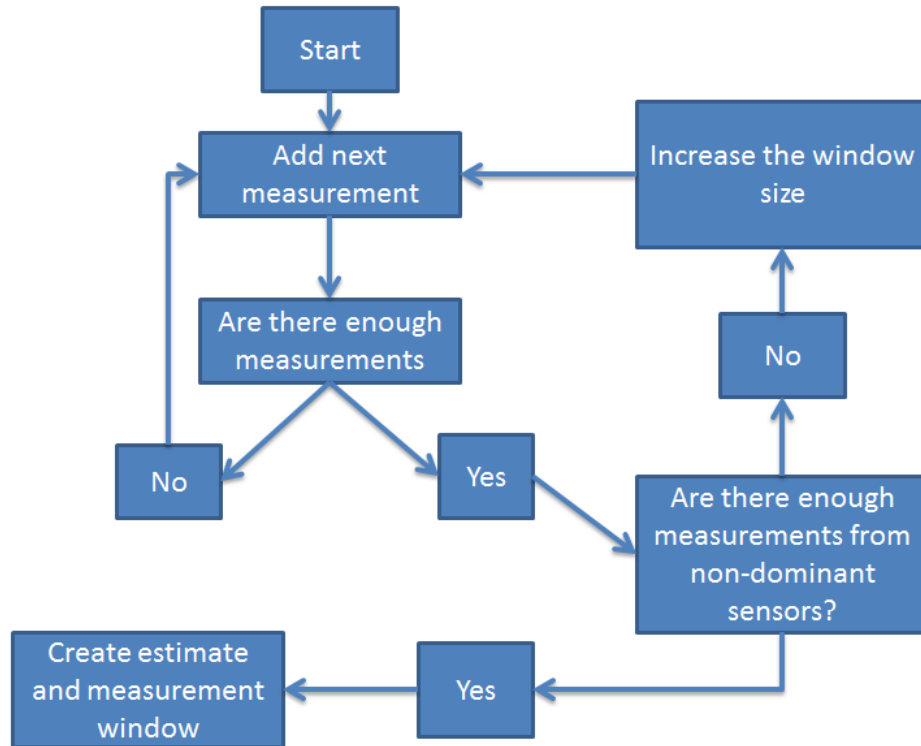 Start
Add next
measurement
Increase the window
size
Are there enough
measurements
No
No
Yes
Are there enough
measurements from
non-dominant
sensors?
Create estimate
and measurement
window
Yes